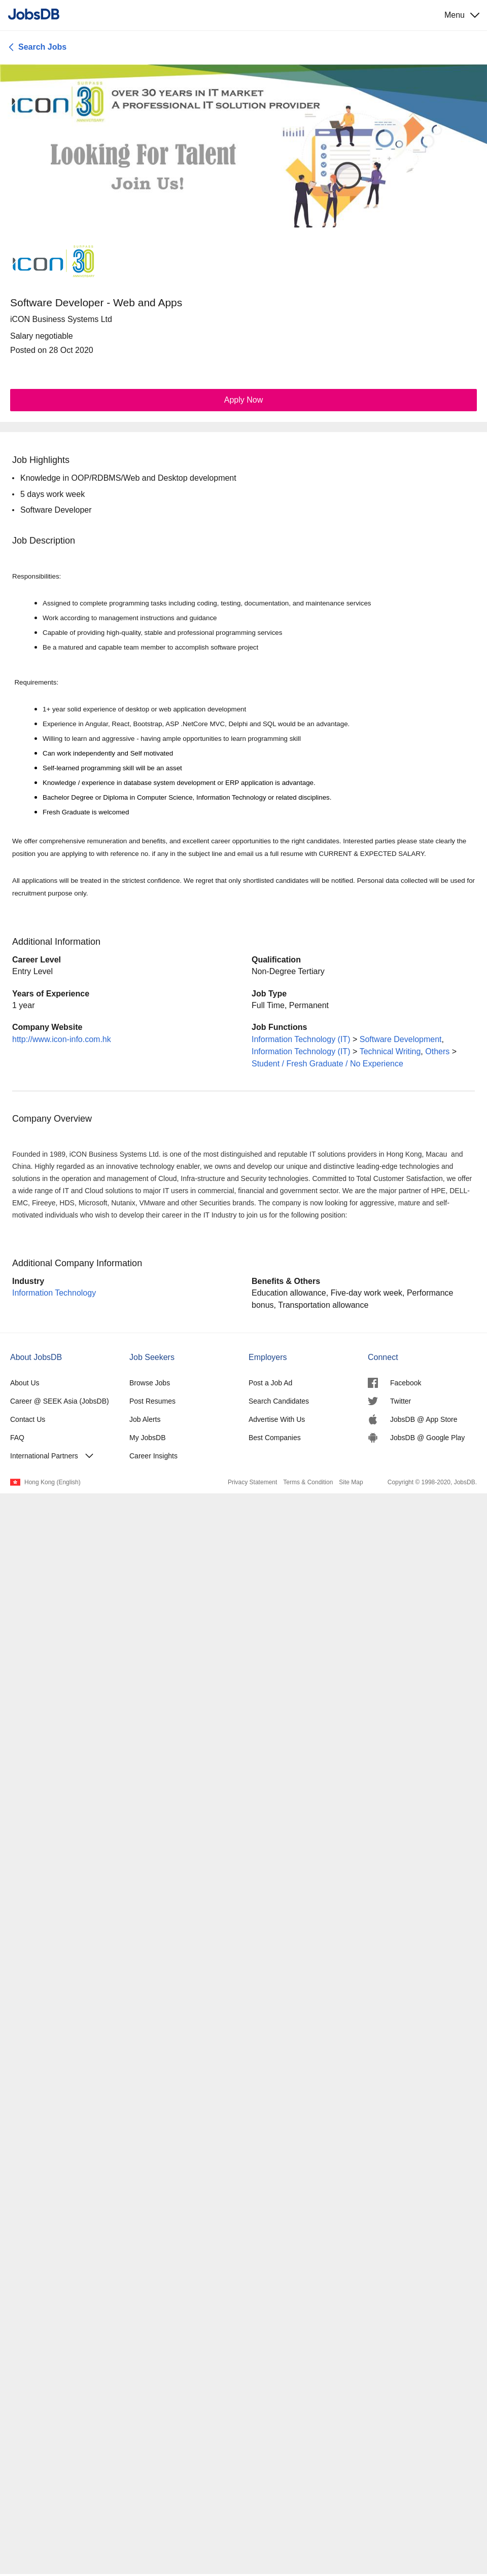 JobsDB
Menu
Search Jobs
icon 30
OVER 30 YEARS IN IT MARKET
A PROFESSIONAL IT SOLUTION PROVIDER
Looking For Talent
Join Us!
icon 30
Software Developer - Web and Apps
iCON Business Systems Ltd
Salary negotiable
Posted on 28 Oct 2020
Apply Now
Job Highlights
• Knowledge in OOP/RDBMS/Web and Desktop development
• 5 days work week
• Software Developer
Job Description
Responsibilities:
• Assigned to complete programming tasks including coding, testing, documentation, and maintenance services
• Work according to management instructions and guidance
• Capable of providing high-quality, stable and professional programming services
• Be a matured and capable team member to accomplish software project
Requirements:
• 1+ year solid experience of desktop or web application development
• Experience in Angular, React, Bootstrap, ASP .NetCore MVC, Delphi and SQL would be an advantage.
• Willing to learn and aggressive - having ample opportunities to learn programming skill
• Can work independently and Self motivated
• Self-learned programming skill will be an asset
• Knowledge / experience in database system development or ERP application is advantage.
• Bachelor Degree or Diploma in Computer Science, Information Technology or related disciplines.
• Fresh Graduate is welcomed
We offer comprehensive remuneration and benefits, and excellent career opportunities to the right candidates. Interested parties please state clearly the
position you are applying to with reference no. if any in the subject line and email us a full resume with CURRENT & EXPECTED SALARY.
All applications will be treated in the strictest confidence. We regret that only shortlisted candidates will be notified. Personal data collected will be used for
recruitment purpose only.
Additional Information
Career Level
Entry Level
Qualification
Non-Degree Tertiary
Years of Experience
1 year
Job Type
Full Time, Permanent
Company Website
http://www.icon-info.com.hk
Job Functions
Information Technology (IT) > Software Development,
Information Technology (IT) > Technical Writing, Others >
Student / Fresh Graduate / No Experience
Company Overview
Founded in 1989, iCON Business Systems Ltd. is one of the most distinguished and reputable IT solutions providers in Hong Kong, Macau  and
China. Highly regarded as an innovative technology enabler, we owns and develop our unique and distinctive leading-edge technologies and
solutions in the operation and management of Cloud, Infra-structure and Security technologies. Committed to Total Customer Satisfaction, we offer
a wide range of IT and Cloud solutions to major IT users in commercial, financial and government sector. We are the major partner of HPE, DELL-
EMC, Fireeye, HDS, Microsoft, Nutanix, VMware and other Securities brands. The company is now looking for aggressive, mature and self-
motivated individuals who wish to develop their career in the IT Industry to join us for the following position:
Additional Company Information
Industry
Information Technology
Benefits & Others
Education allowance, Five-day work week, Performance
bonus, Transportation allowance
About JobsDB
About Us
Career @ SEEK Asia (JobsDB)
Contact Us
FAQ
International Partners
Job Seekers
Browse Jobs
Post Resumes
Job Alerts
My JobsDB
Career Insights
Employers
Post a Job Ad
Search Candidates
Advertise With Us
Best Companies
Connect
Facebook
Twitter
JobsDB @ App Store
JobsDB @ Google Play
Hong Kong (English)
Privacy Statement Terms & Condition Site Map
Copyright © 1998-2020, JobsDB.